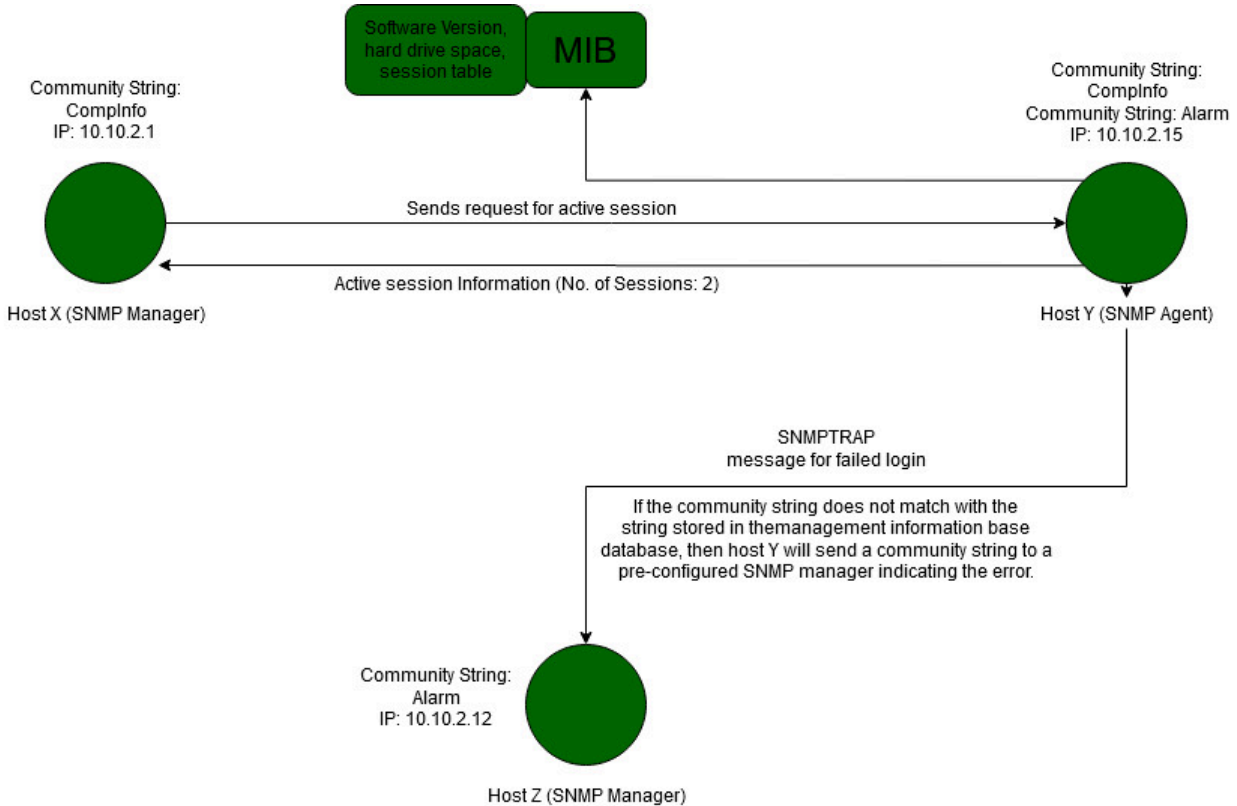 Software Version,
hard drive space,
session table
MIB
Community String:
CompInfo
IP: 10.10.2.1
Community String:
CompInfo
Community String: Alarm
IP: 10.10.2.15
Sends request for active session
Active session Information (No. of Sessions: 2)
Host X (SNMP Manager)
Host Y (SNMP Agent)
SNMPTRAP
message for failed login
If the community string does not match with the
string stored in themanagement information base
database, then host Y will send a community string to a
pre-configured SNMP manager indicating the error.
Community String:
Alarm
IP: 10.10.2.12
Host Z (SNMP Manager)